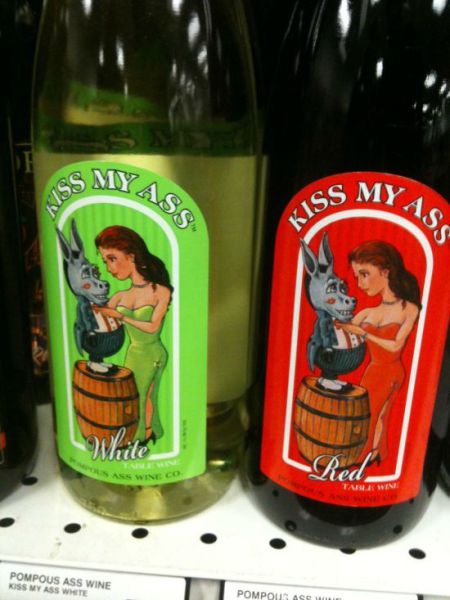 KISS MY ASS™
White
TABLE WINE
POMPOUS ASS WINE CO.
KISS MY ASS
Red
TABLE WINE
POMPOUS ASS WINE CO
POMPOUS ASS WINE
KISS MY ASS WHITE
POMPOUS ASS WINE